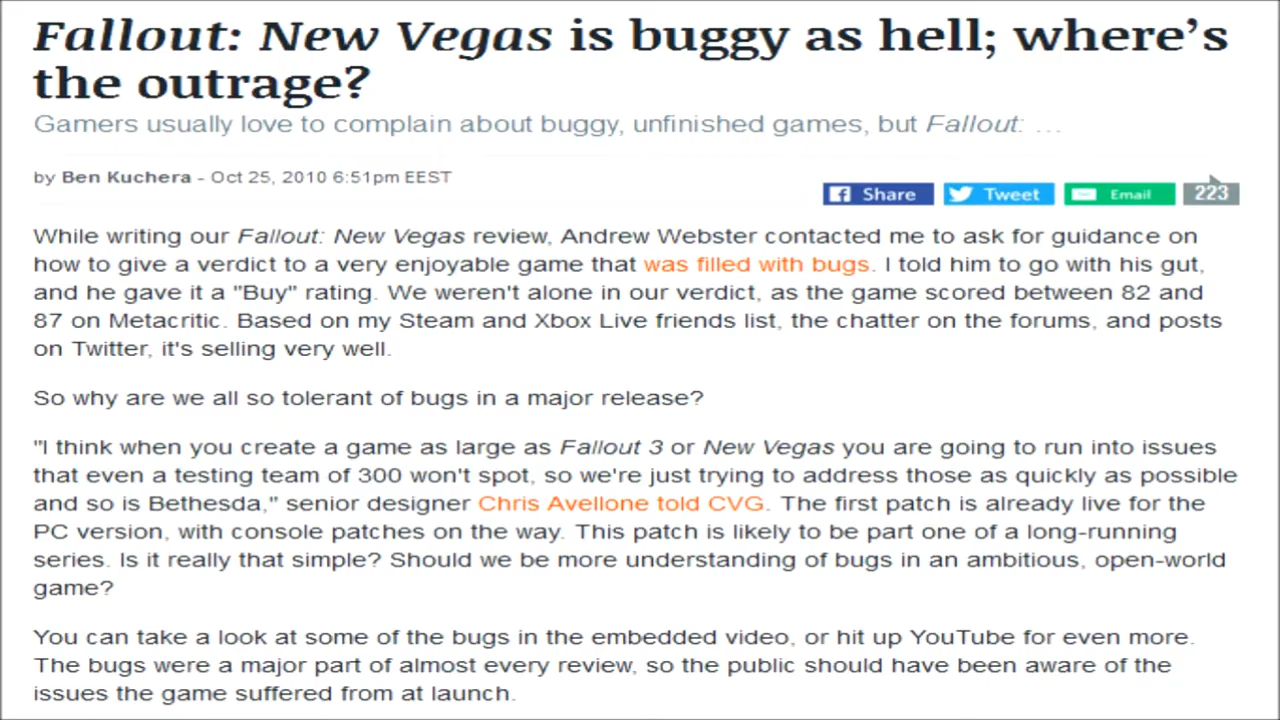 Fallout: New Vegas is buggy as hell; where’s
the outrage?
Gamers usually love to complain about buggy, unfinished games, but Fallout: …
by Ben Kuchera - Oct 25, 2010 6:51pm EEST
Share Tweet Email 223
While writing our Fallout: New Vegas review, Andrew Webster contacted me to ask for guidance on
how to give a verdict to a very enjoyable game that was filled with bugs. I told him to go with his gut,
and he gave it a "Buy" rating. We weren't alone in our verdict, as the game scored between 82 and
87 on Metacritic. Based on my Steam and Xbox Live friends list, the chatter on the forums, and posts
on Twitter, it's selling very well.
So why are we all so tolerant of bugs in a major release?
"I think when you create a game as large as Fallout 3 or New Vegas you are going to run into issues
that even a testing team of 300 won't spot, so we're just trying to address those as quickly as possible
and so is Bethesda," senior designer Chris Avellone told CVG. The first patch is already live for the
PC version, with console patches on the way. This patch is likely to be part one of a long-running
series. Is it really that simple? Should we be more understanding of bugs in an ambitious, open-world
game?
You can take a look at some of the bugs in the embedded video, or hit up YouTube for even more.
The bugs were a major part of almost every review, so the public should have been aware of the
issues the game suffered from at launch.